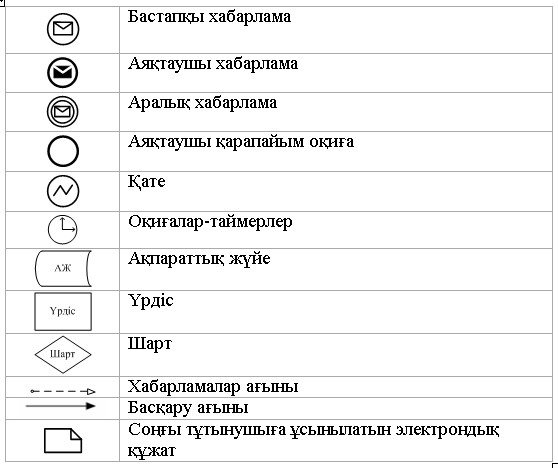 Бастапқы хабарлама
Аяқтаушы хабарлама
Аралық хабарлама
Аяқтаушы қарапайым оқиға
Қате
Оқиғалар-таймерлер
АЖ Ақпараттық жүйе
Үрдіс Үрдіс
Шарт Шарт
Хабарламалар ағыны
Басқару ағыны
Соңғы тұтынушыға ұсынылатын электрондық
құжат